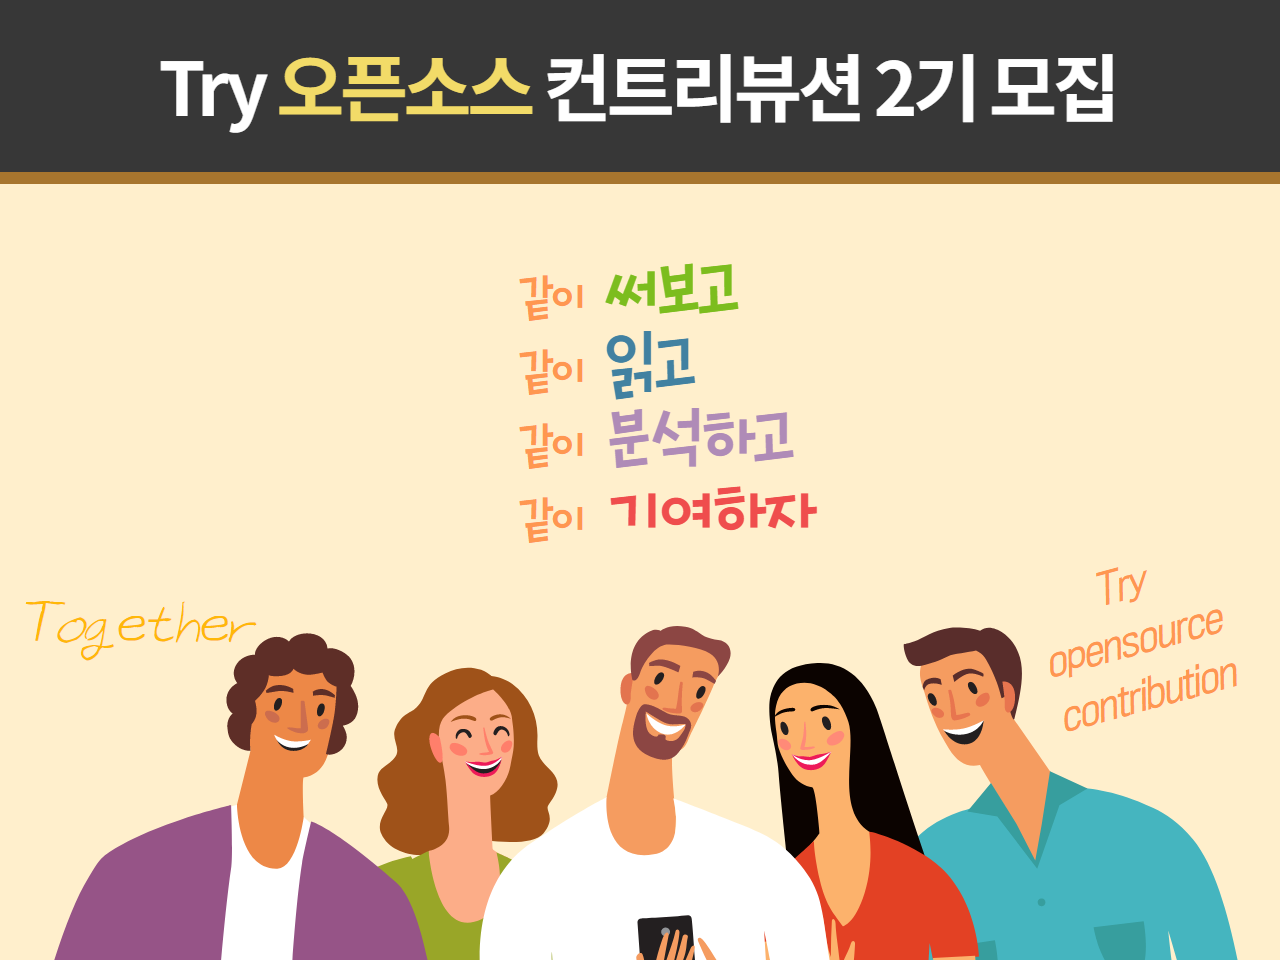 Try 오픈소스 컨트리뷰션 2기 모집
같이 써보고
같이 읽고
같이 분석하고
같이 기여하자
Together
Try
opensource
contribution